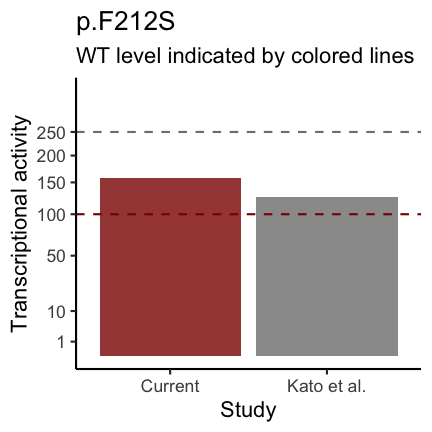 p.F212S
WT level indicated by colored lines
Transcriptional activity
250
200
150
100
50
10
1
Current
Kato et al.
Study